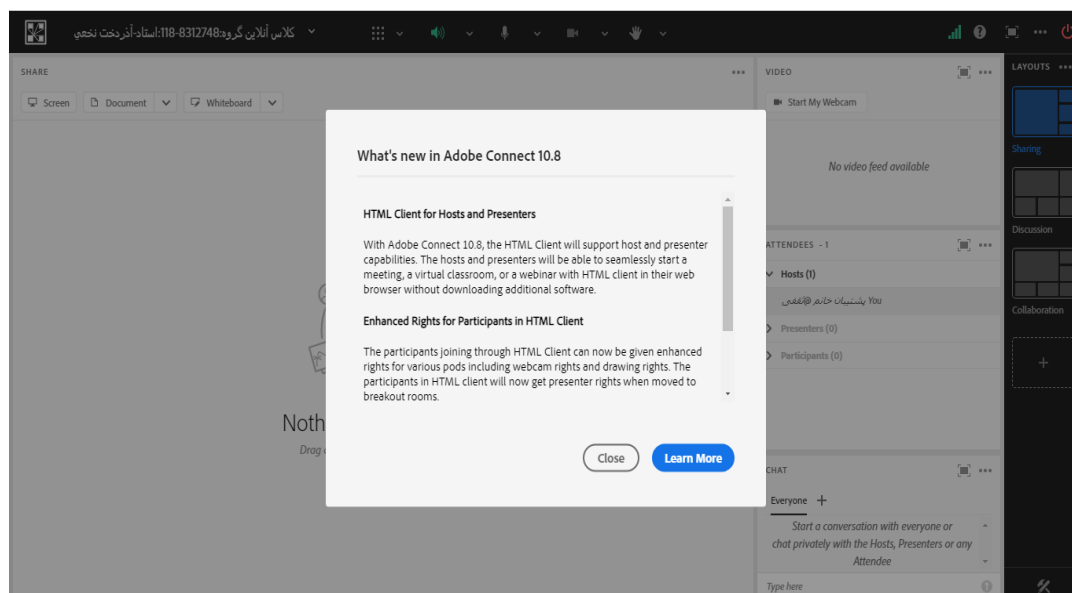 کلاس آنلاین گروه:8312748-118:استاد-آذردخت نخعي
SHARE
Screen
Document
Whiteboard
VIDEO
Start My Webcam
No video feed available
What's new in Adobe Connect 10.8
HTML Client for Hosts and Presenters
With Adobe Connect 10.8, the HTML Client will support host and presenter
capabilities. The hosts and presenters will be able to seamlessly start a
meeting, a virtual classroom, or a webinar with HTML client in their web
browser without downloading additional software.
Enhanced Rights for Participants in HTML Client
The participants joining through HTML Client can now be given enhanced
rights for various pods including webcam rights and drawing rights. The
participants in HTML client will now get presenter rights when moved to
breakout rooms.
Close
Learn More
Noth
Drag
ATTENDEES - 1
Hosts (1)
You پشتیبان خانم
Presenters (0)
Participants (0)
CHAT
Everyone
Start a conversation with everyone or
chat privately with the Hosts, Presenters or any
Attendee
Type here
LAYOUTS
Sharing
Discussion
Collaboration